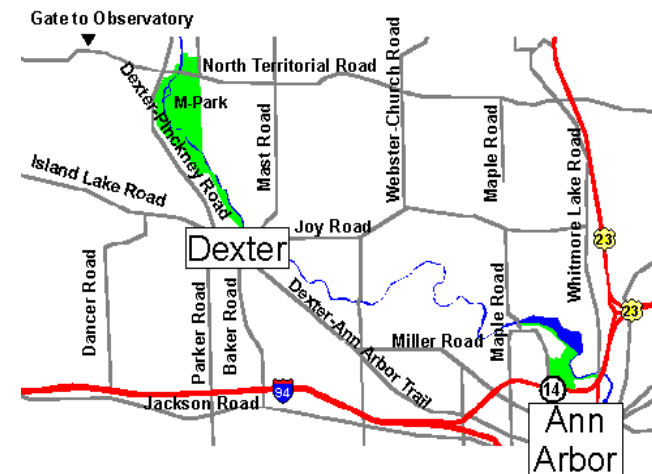 Gate to Observatory
North Territorial Road
Dexter-Pinckney Road
M-Park
Mast Road
Webster-Church Road
Maple Road
Whitmore Lake Road
Island Lake Road
Joy Road
Dexter
23
23
Dancer Road
Parker Road
Baker Road
Dexter-Ann Arbor Trail
Miller Road
Maple Road
94
14
Jackson Road
Ann
Arbor